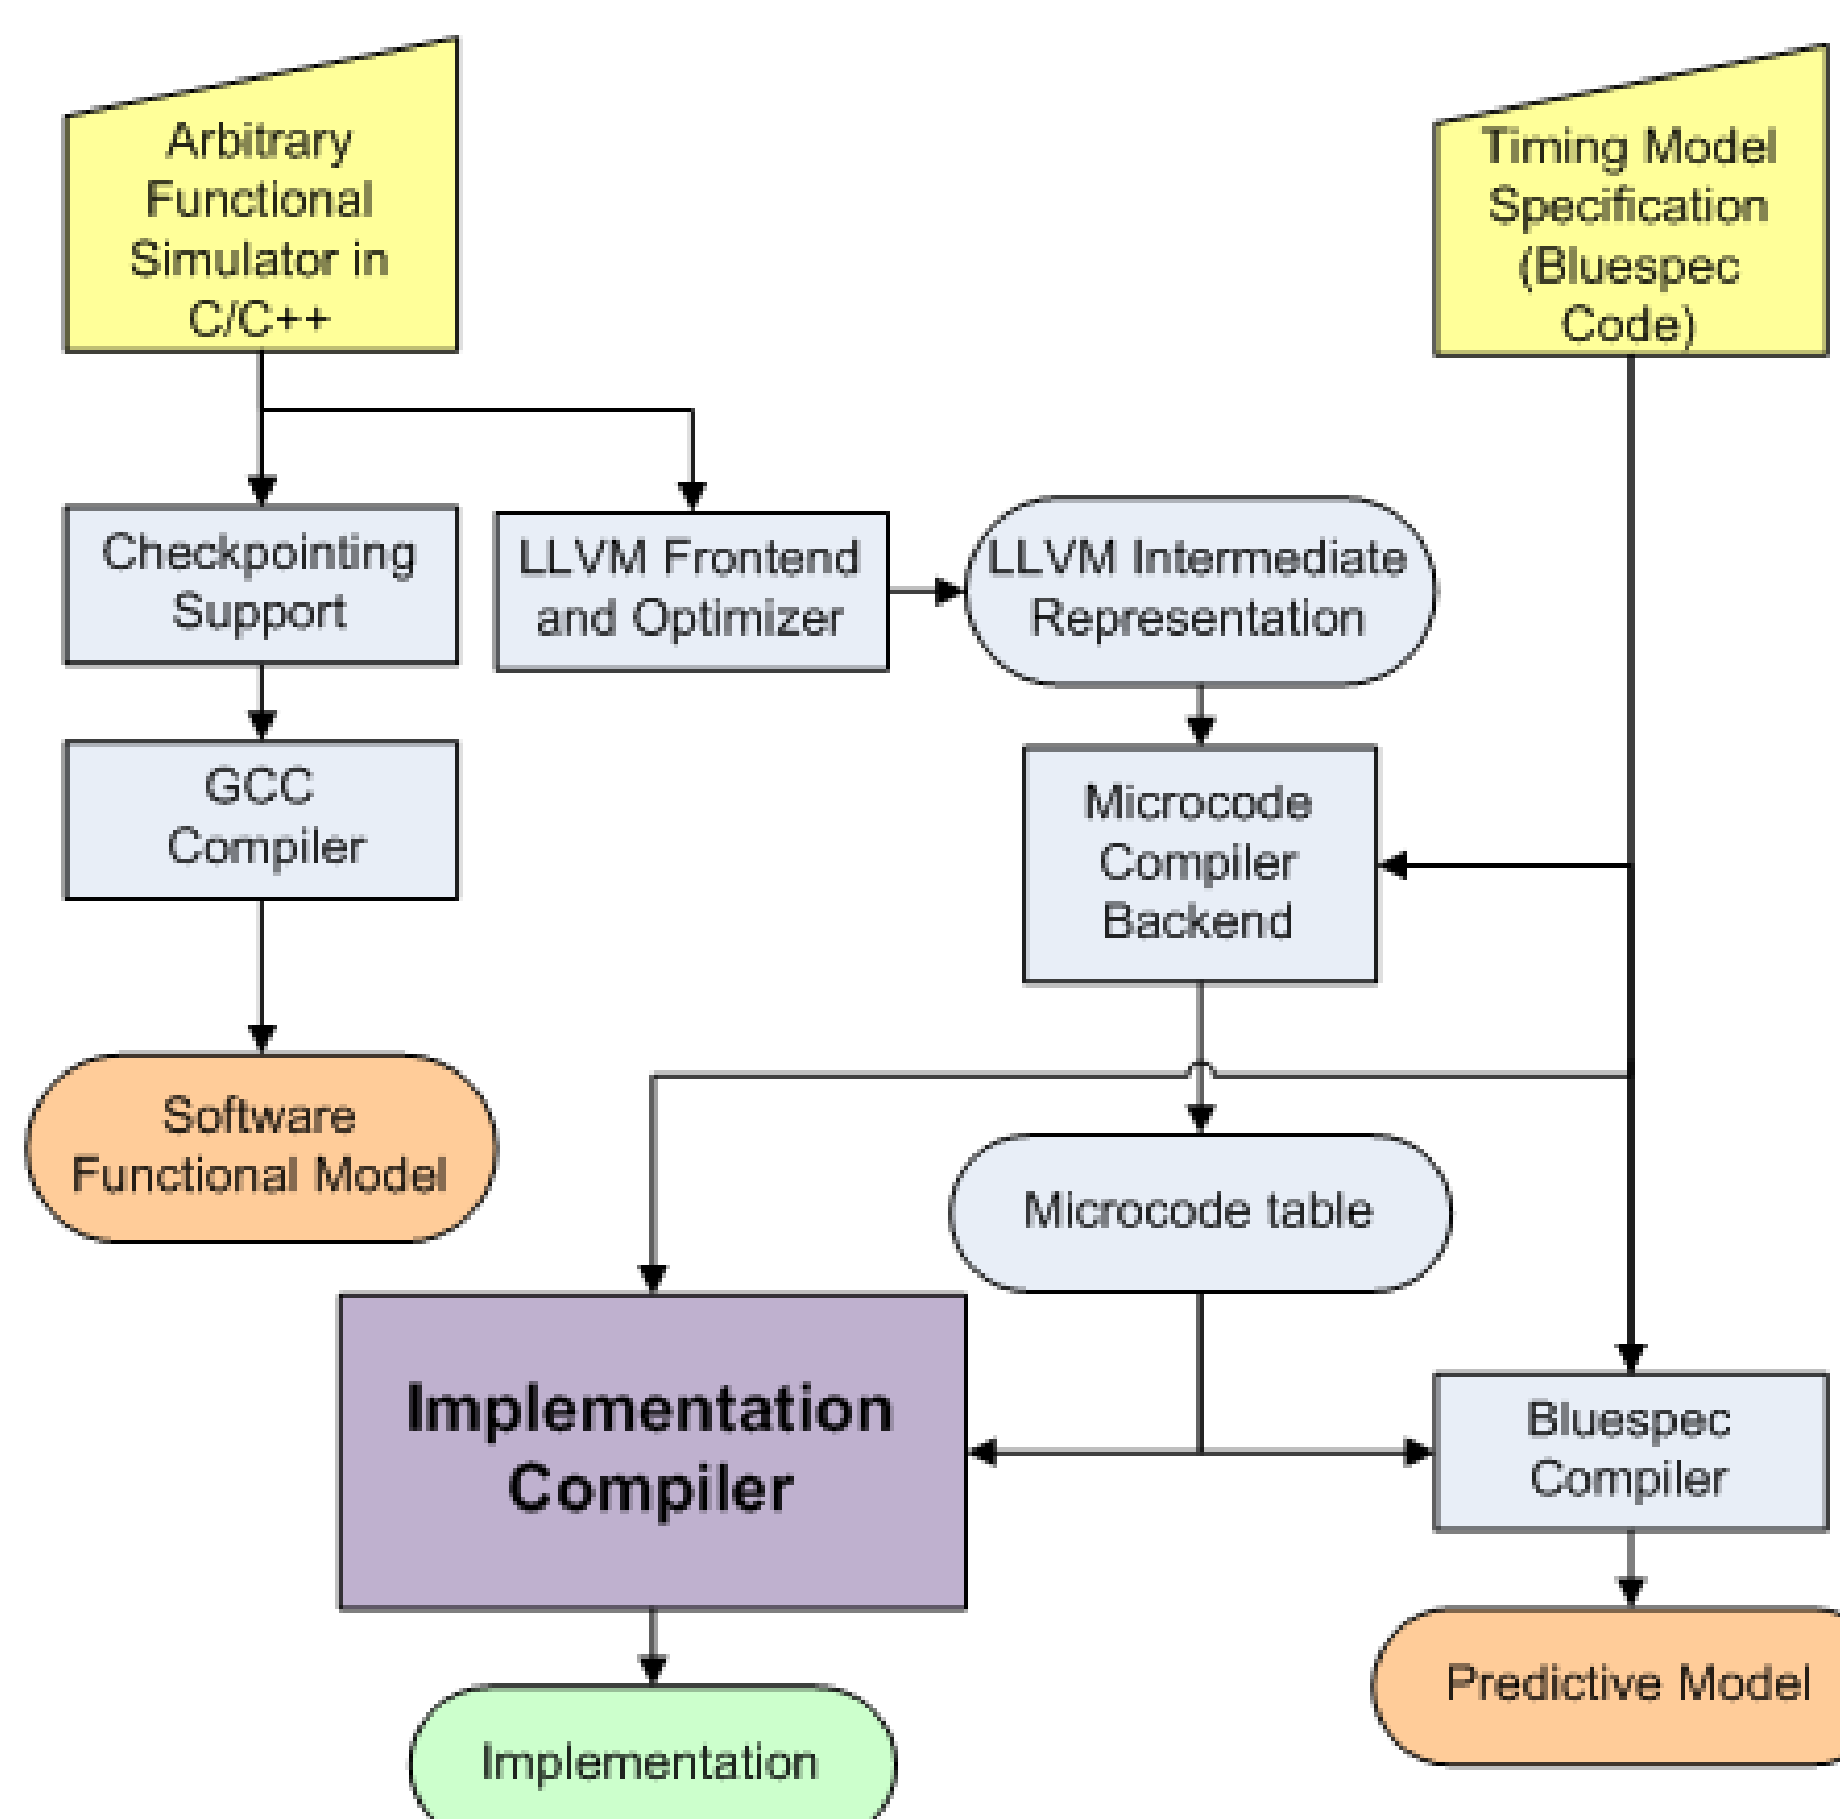 Arbitrary
Functional
Simulator in
C/C++
Timing Model
Specification
(Bluespec
Code)
Checkpointing
Support
LLVM Frontend
and Optimizer
LLVM Intermediate
Representation
GCC
Compiler
Microcode
Compiler
Backend
Software
Functional Model
Microcode table
Implementation
Compiler
Bluespec
Compiler
Predictive Model
Implementation